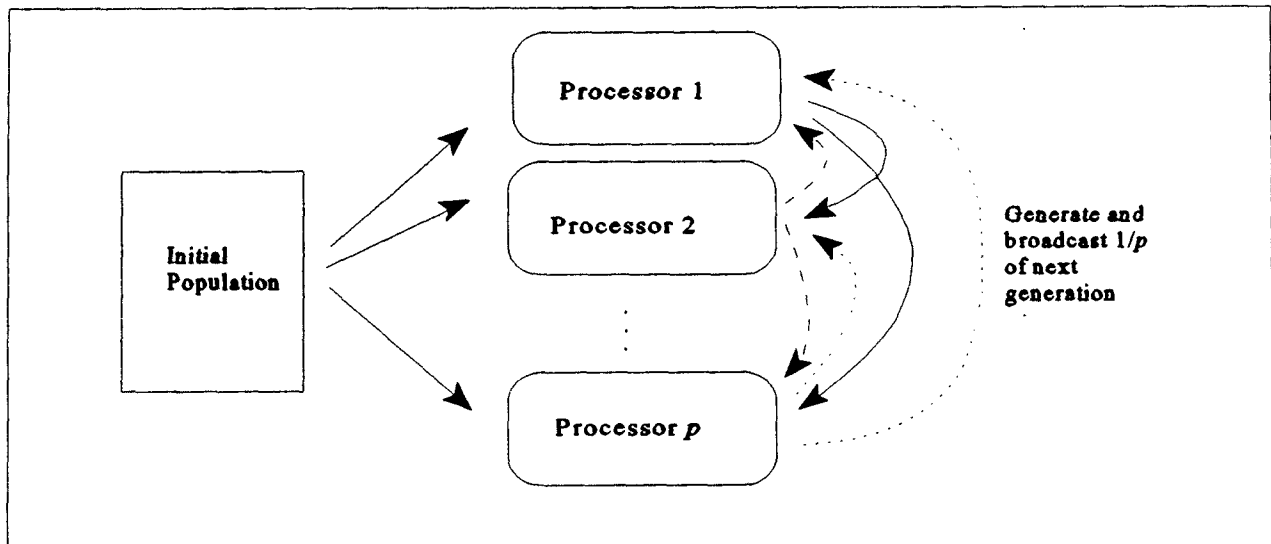 Processor 1
Processor 2
Initial
Population
Generate and
broadcast 1/p
of next
generation
Processor p